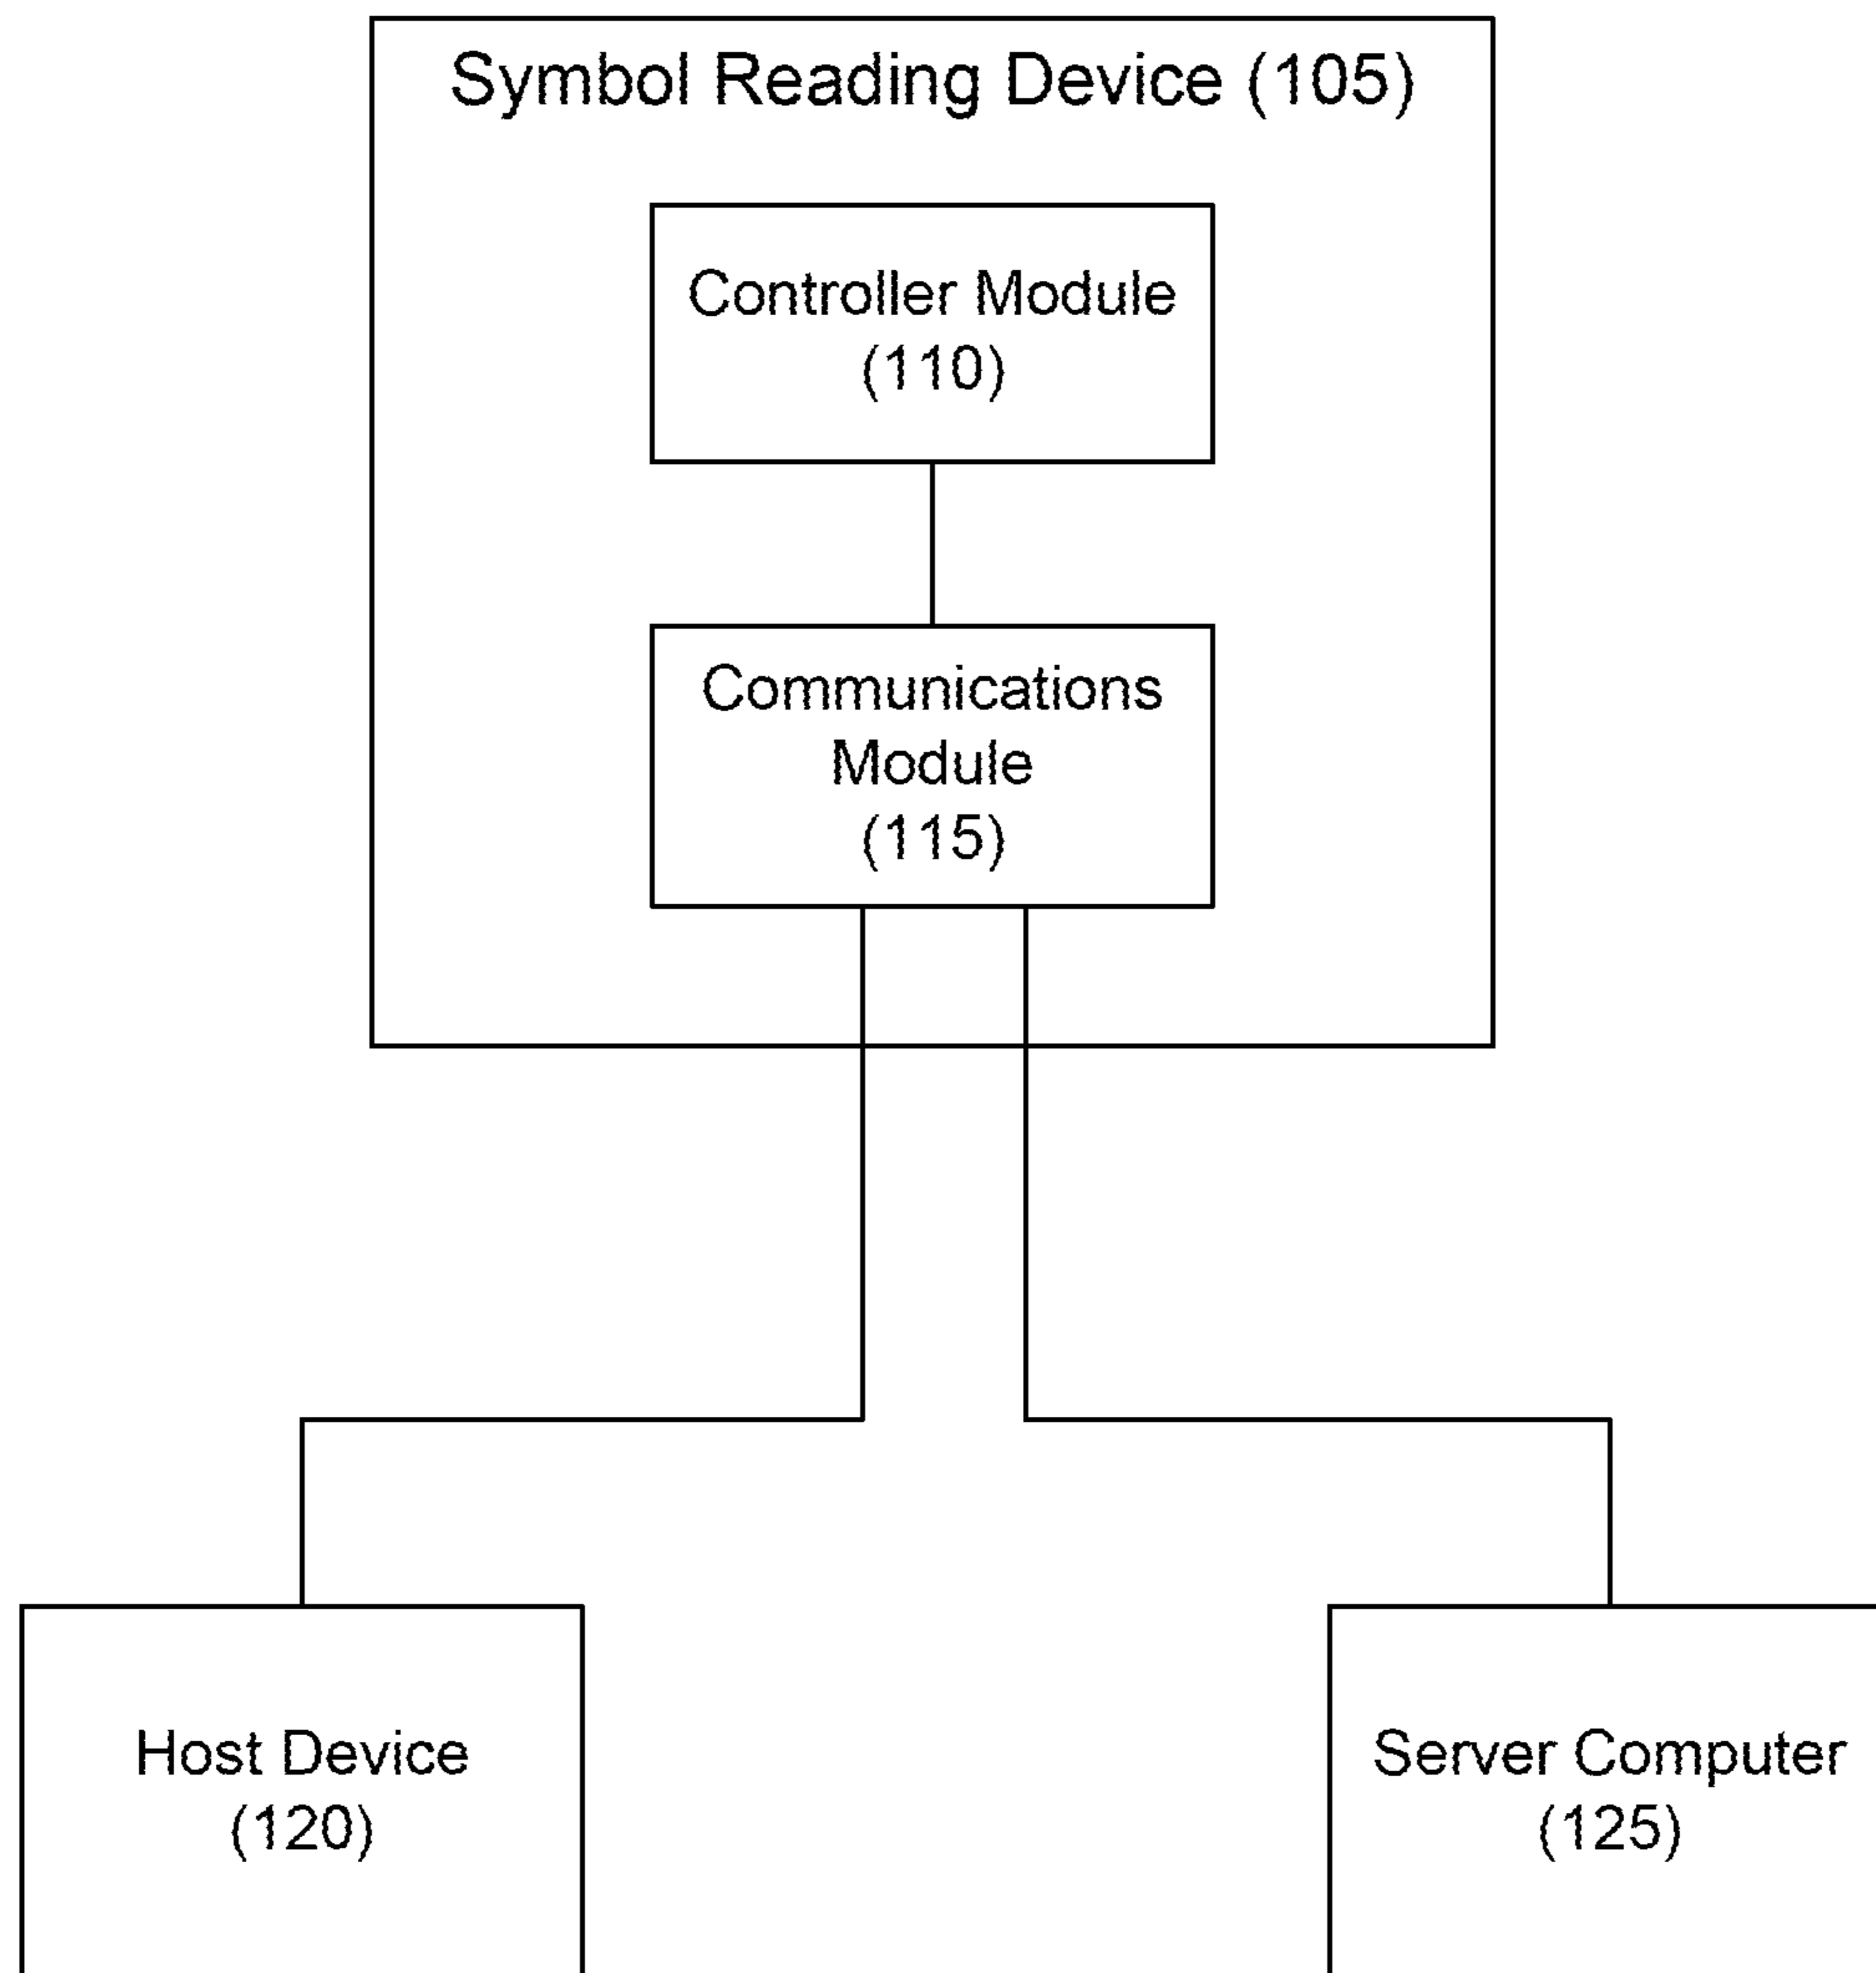 Symbol Reading Device (105)
Controller Module
(110)
Communications
Module
(115)
Host Device
(120)
Server Computer
(125)